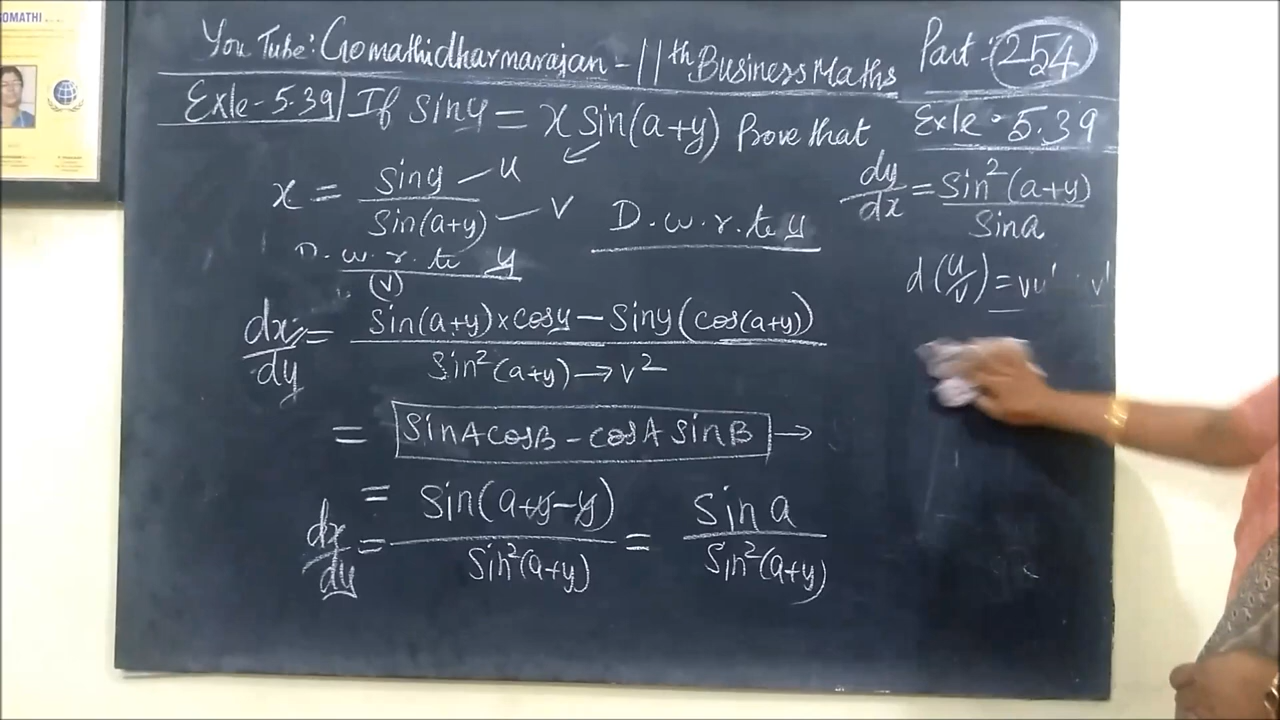 GOMATHI
You Tube: Gomathidharmarajan - 11th Business Maths
Part: 254
Exle - 5.39 If sin y = x sin(a+y) Prove that
Exle - 5.39
dy/dx = sin²(a+y)/sin a
x = sin y/sin(a+y)
— u
— v
D.w.r.to y
D.w.r.to y
d(u/v) = vu' v'
(v)
dx/dy = sin(a+y)×cos y − sin y(cos(a+y))
sin²(a+y) → v²
= sinA cosB − cosA sinB →
=
dx/dy = sin(a+y−y)/sin²(a+y) = sin a/sin²(a+y)